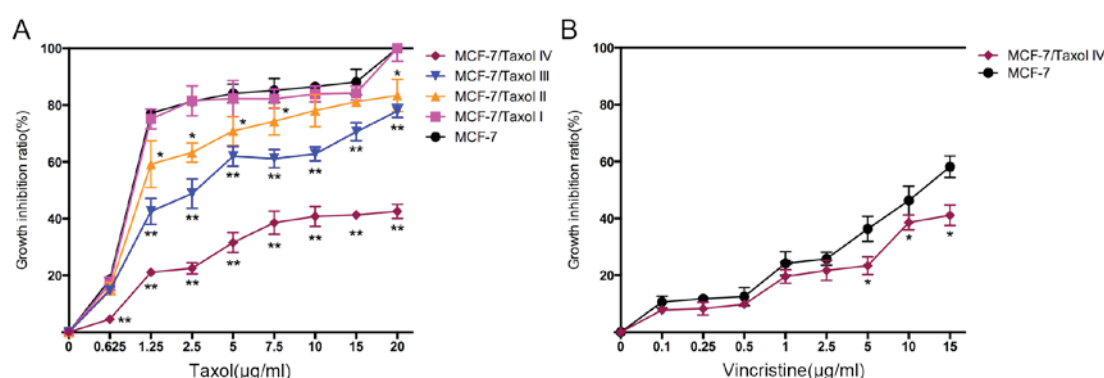 A
Growth inhibition ratio(%)
100
80
60
40
20
0 0.625 1.25 2.5 5 7.5 10 15 20
Taxol(μg/ml)
* * * * *
** ** ** ** ** ** **
** ** ** ** ** ** ** **
MCF-7/Taxol IV
MCF-7/Taxol III
MCF-7/Taxol II
MCF-7/Taxol I
MCF-7
B
Growth inhibition ratio(%)
100
80
60
40
20
0 0.1 0.25 0.5 1 2.5 5 10 15
Vincristine(μg/ml)
* * *
MCF-7/Taxol IV
MCF-7